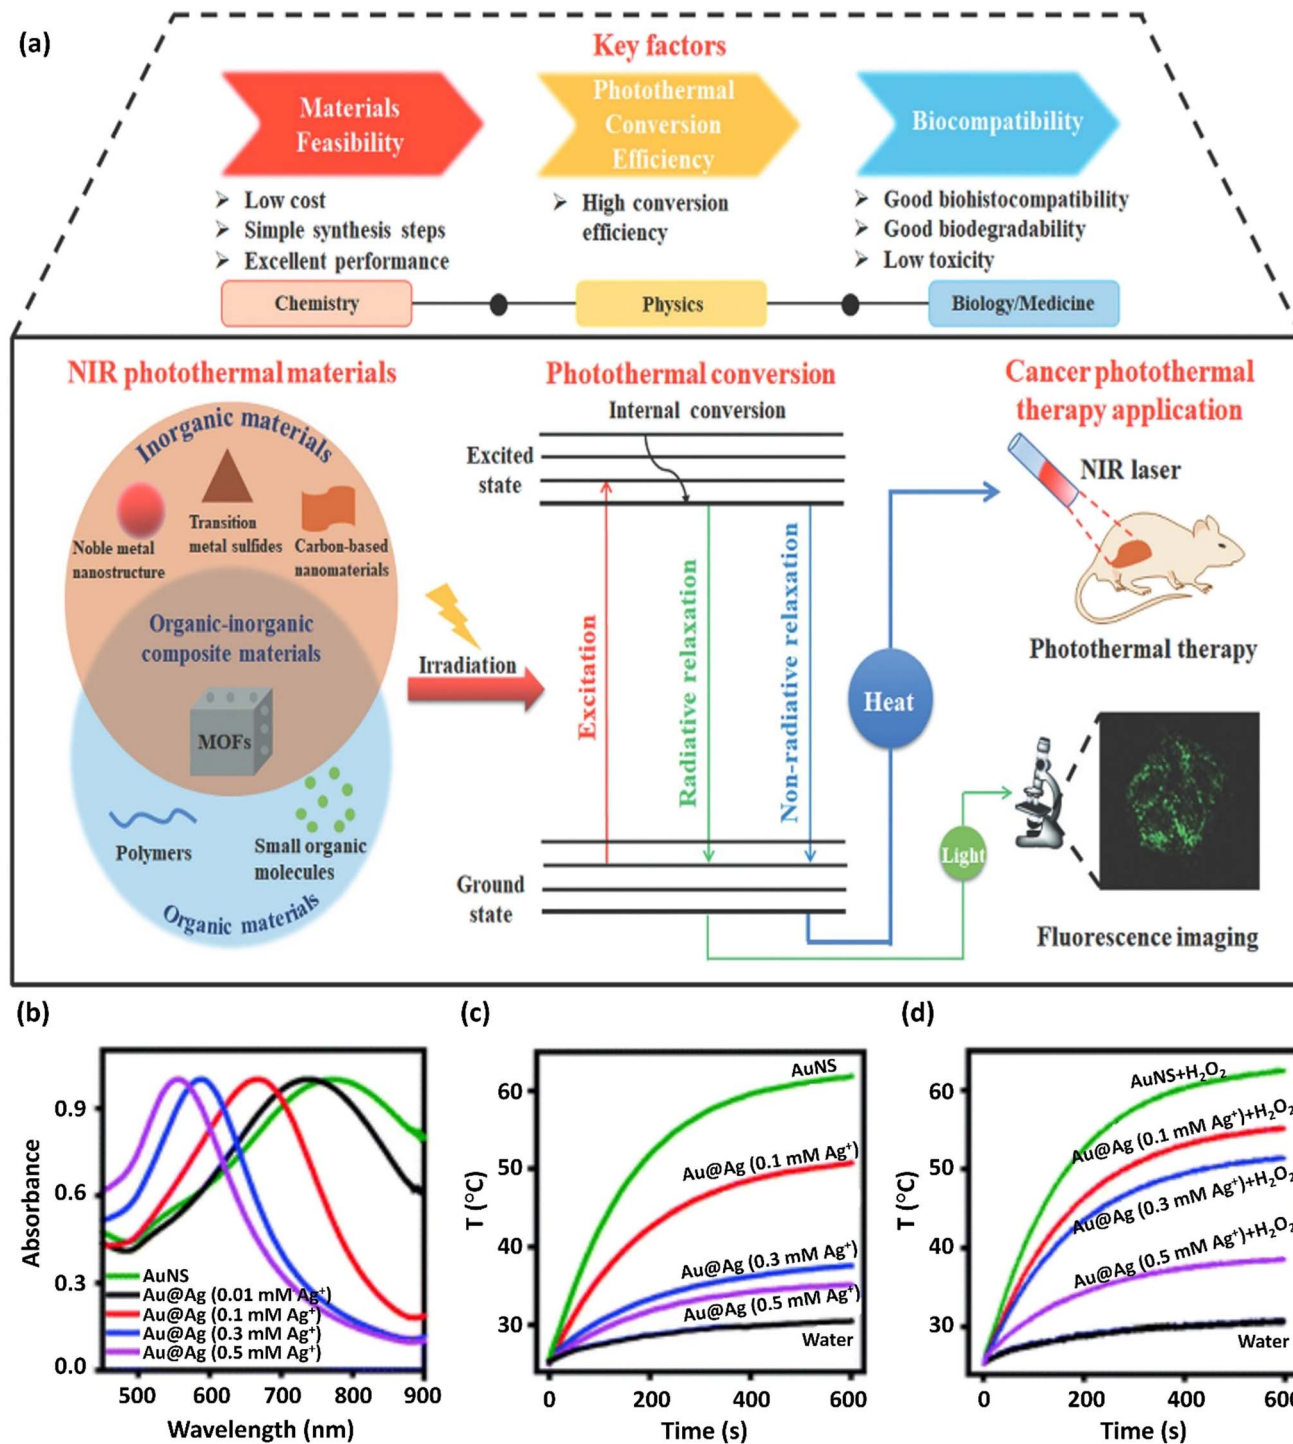 (a)
Key factors
Materials
Feasibility
Photothermal
Conversion
Efficiency
Biocompatibility
➢ Low cost
➢ Simple synthesis steps
➢ Excellent performance
➢ High conversion
efficiency
➢ Good biohistocompatibility
➢ Good biodegradability
➢ Low toxicity
Chemistry
Physics
Biology/Medicine
NIR photothermal materials
Inorganic materials
Noble metal
nanostructure
Transition
metal sulfides
Carbon-based
nanomaterials
Organic-inorganic
composite materials
MOFs
Polymers
Small organic
molecules
Organic materials
Irradiation
Photothermal conversion
Internal conversion
Excited
state
Excitation
Radiative relaxation
Non-radiative relaxation
Ground
state
Heat
Light
Cancer photothermal
therapy application
NIR laser
Photothermal therapy
Fluorescence imaging
(b)
Absorbance
0.9
0.6
0.3
0.0
AuNS
Au@Ag (0.01 mM Ag⁺)
Au@Ag (0.1 mM Ag⁺)
Au@Ag (0.3 mM Ag⁺)
Au@Ag (0.5 mM Ag⁺)
500 600 700 800 900
Wavelength (nm)
(c)
T (°C)
60
50
40
30
AuNS
Au@Ag (0.1 mM Ag⁺)
Au@Ag (0.3 mM Ag⁺)
Au@Ag (0.5 mM Ag⁺)
Water
0 200 400 600
Time (s)
(d)
T (°C)
60
50
40
30
AuNS+H₂O₂
Au@Ag (0.1 mM Ag⁺)+H₂O₂
Au@Ag (0.3 mM Ag⁺)+H₂O₂
Au@Ag (0.5 mM Ag⁺)+H₂O₂
Water
0 200 400 600
Time (s)